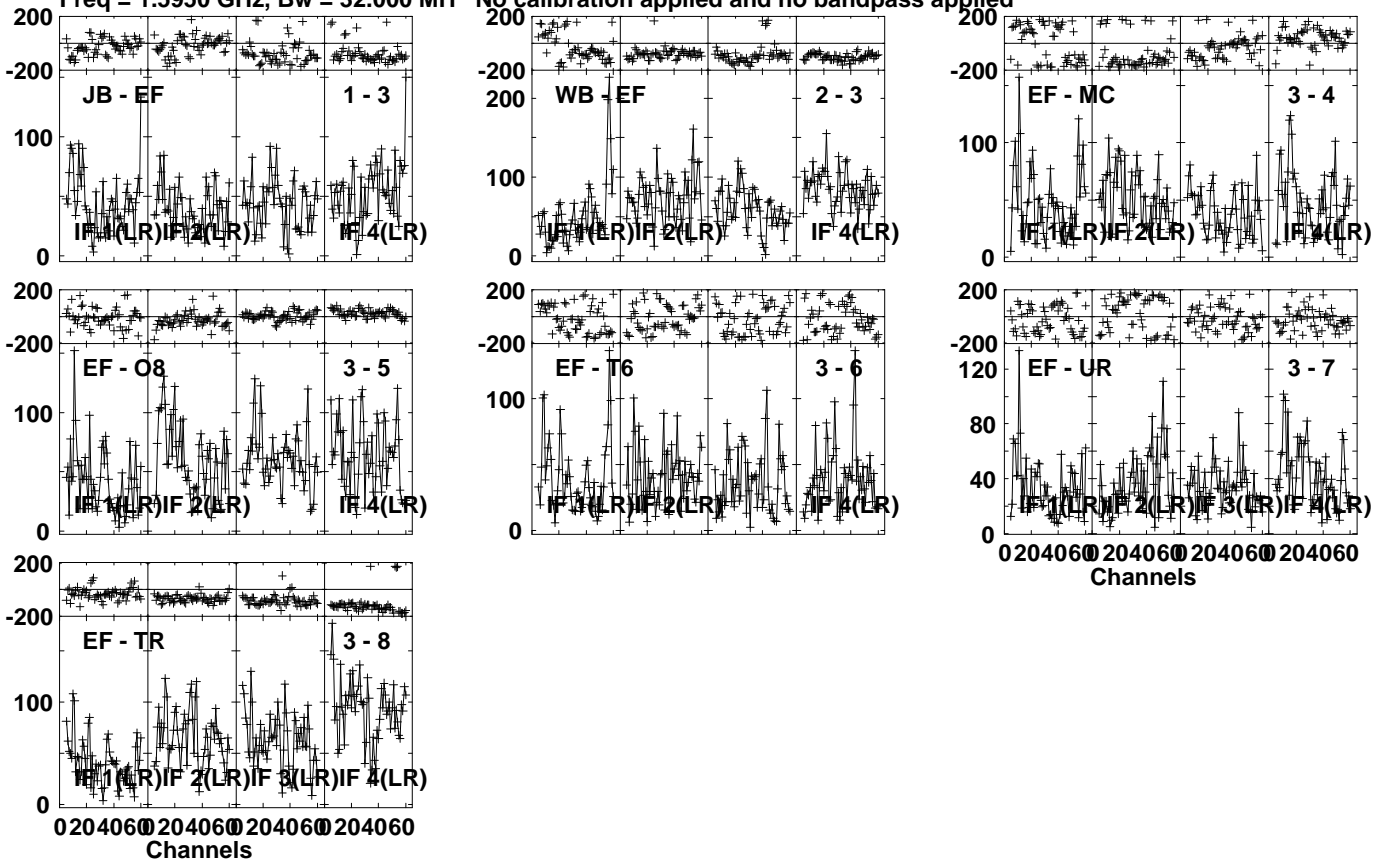 Freq = 1.5950 GHz, Bw = 32.000 MH No calibration applied and no bandpass applied
200
-200
JB - EF 1 - 3
100
0
IF 1(LR) IF 2(LR) IF 4(LR)
200
-200
WB - EF 2 - 3
200
100
0
IF 1(LR) IF 2(LR) IF 4(LR)
200
-200
EF - MC 3 - 4
100
0
IF 1(LR) IF 2(LR) IF 4(LR)
200
-200
EF - O8 3 - 5
100
0
IF 1(LR) IF 2(LR) IF 4(LR)
200
-200
EF - T6 3 - 6
100
0
IF 1(LR) IF 2(LR) IF 4(LR)
200
-200
EF - UR 3 - 7
120
80
40
0
IF 1(LR) IF 2(LR) IF 3(LR) IF 4(LR)
0 20 40 60 0 20 40 60 0 20 40 60 0 20 40 60
Channels
200
-200
EF - TR 3 - 8
100
0
IF 1(LR) IF 2(LR) IF 3(LR) IF 4(LR)
0 20 40 60 0 20 40 60 0 20 40 60 0 20 40 60
Channels